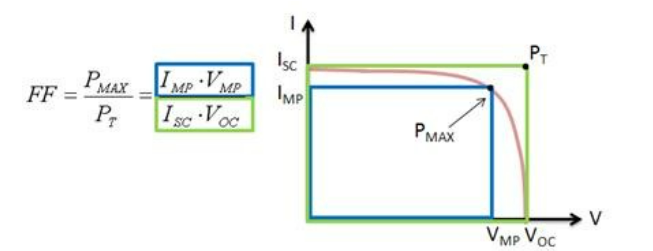 FF = P_MAX / P_T = I_MP · V_MP / I_SC · V_OC
I
I_SC
P_T
I_MP
P_MAX
V
V_MP V_OC